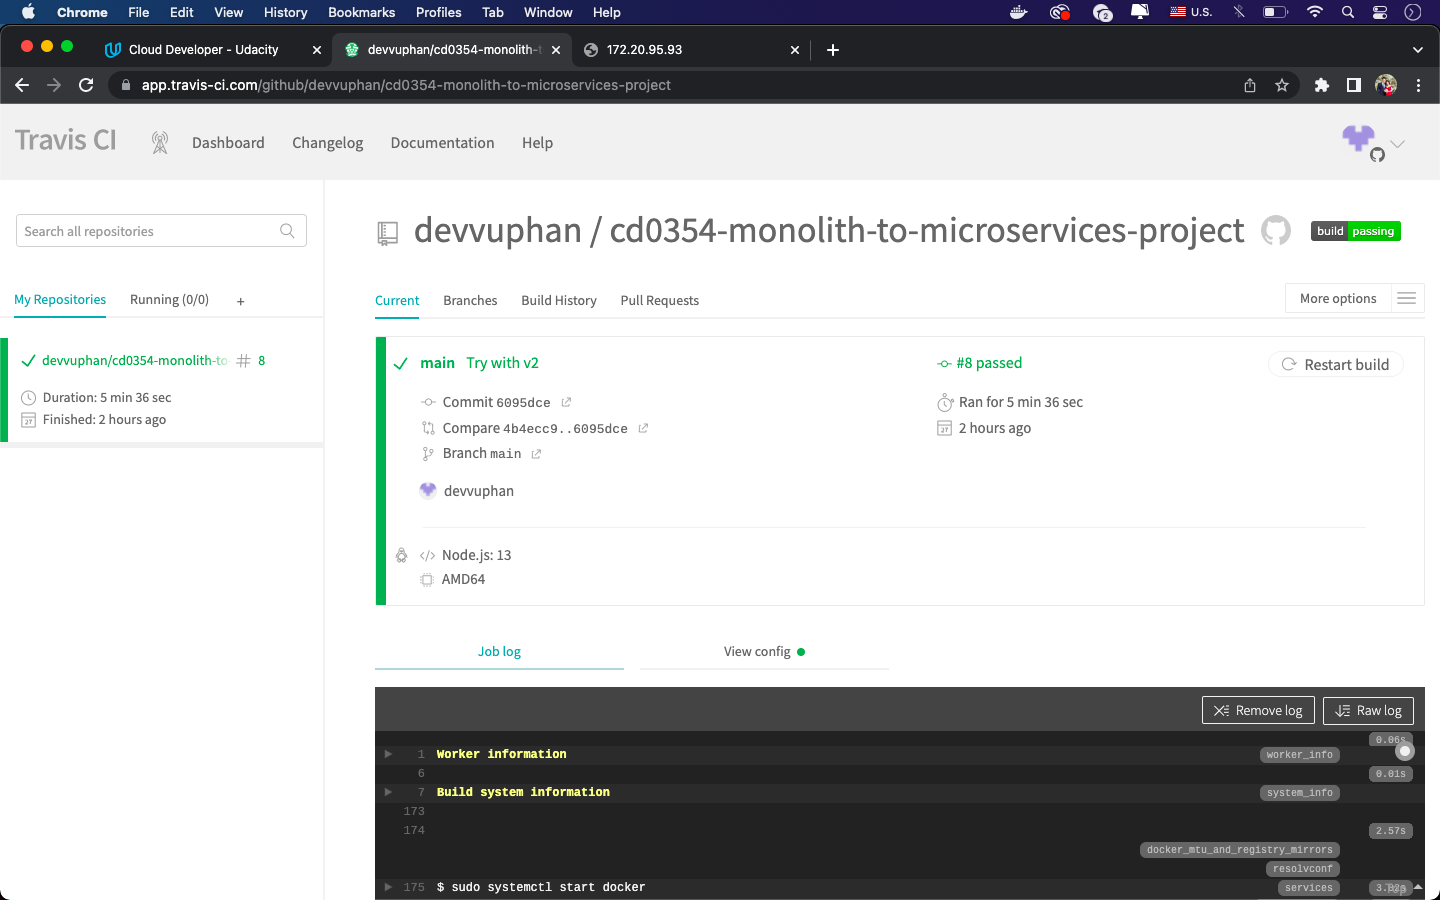 Chrome File Edit View History Bookmarks Profiles Tab Window Help 2 U.S.
Cloud Developer - Udacity devvuphan/cd0354-monolith-t 172.20.95.93
app.travis-ci.com/github/devvuphan/cd0354-monolith-to-microservices-project
Travis CI Dashboard Changelog Documentation Help
Search all repositories
devvuphan / cd0354-monolith-to-microservices-project build passing
My Repositories Running (0/0) +
Current Branches Build History Pull Requests More options
devvuphan/cd0354-monolith-to- # 8
Duration: 5 min 36 sec
Finished: 2 hours ago
main Try with v2 #8 passed Restart build
Commit 6095dce Ran for 5 min 36 sec
Compare 4b4ecc9..6095dce 2 hours ago
Branch main
devvuphan
Node.js: 13
AMD64
Job log View config
Remove log Raw log
0.06s
1 Worker information worker_info
6 0.01s
7 Build system information system_info
173
174 2.57s
docker_mtu_and_registry_mirrors
resolvconf
175 $ sudo systemctl start docker services Top